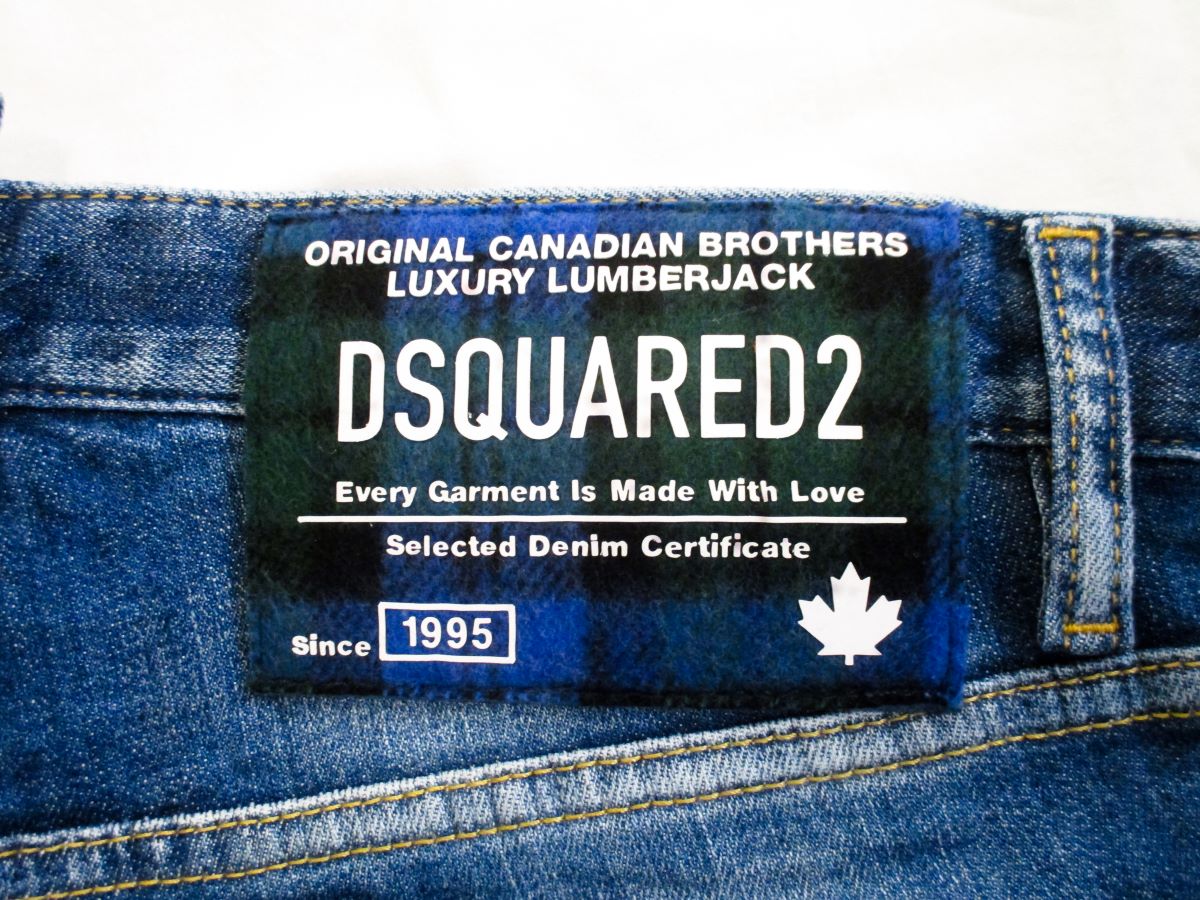 ORIGINAL CANADIAN BROTHERS
LUXURY LUMBERJACK
DSQUARED2
Every Garment Is Made With Love
Selected Denim Certificate
Since 1995